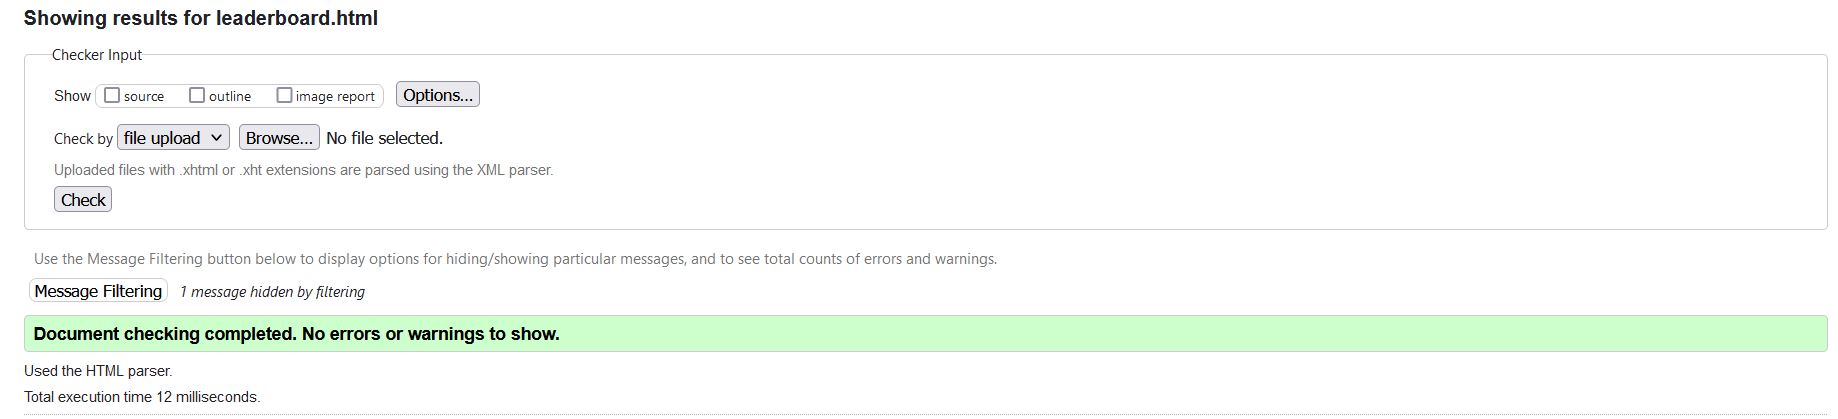 Showing results for leaderboard.html
Checker Input
Show source outline image report Options...
Check by file upload Browse... No file selected.
Uploaded files with .xhtml or .xht extensions are parsed using the XML parser.
Check
Use the Message Filtering button below to display options for hiding/showing particular messages, and to see total counts of errors and warnings.
Message Filtering 1 message hidden by filtering
Document checking completed. No errors or warnings to show.
Used the HTML parser.
Total execution time 12 milliseconds.